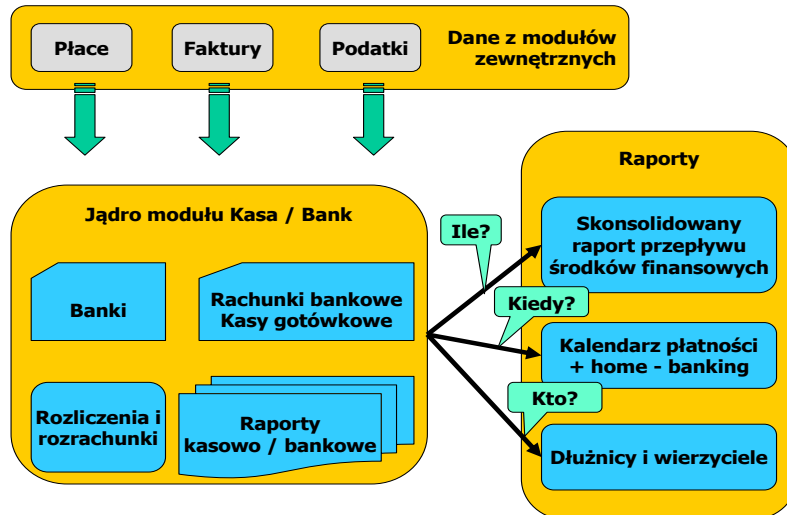 Płace
Faktury
Podatki
Dane z modułów
zewnętrznych
Jądro modułu Kasa / Bank
Banki
Rachunki bankowe
Kasy gotówkowe
Rozliczenia i
rozrachunki
Raporty
kasowo / bankowe
Ile?
Kiedy?
Kto?
Raporty
Skonsolidowany
raport przepływu
środków finansowych
Kalendarz płatności
+ home - banking
Dłużnicy i wierzyciele